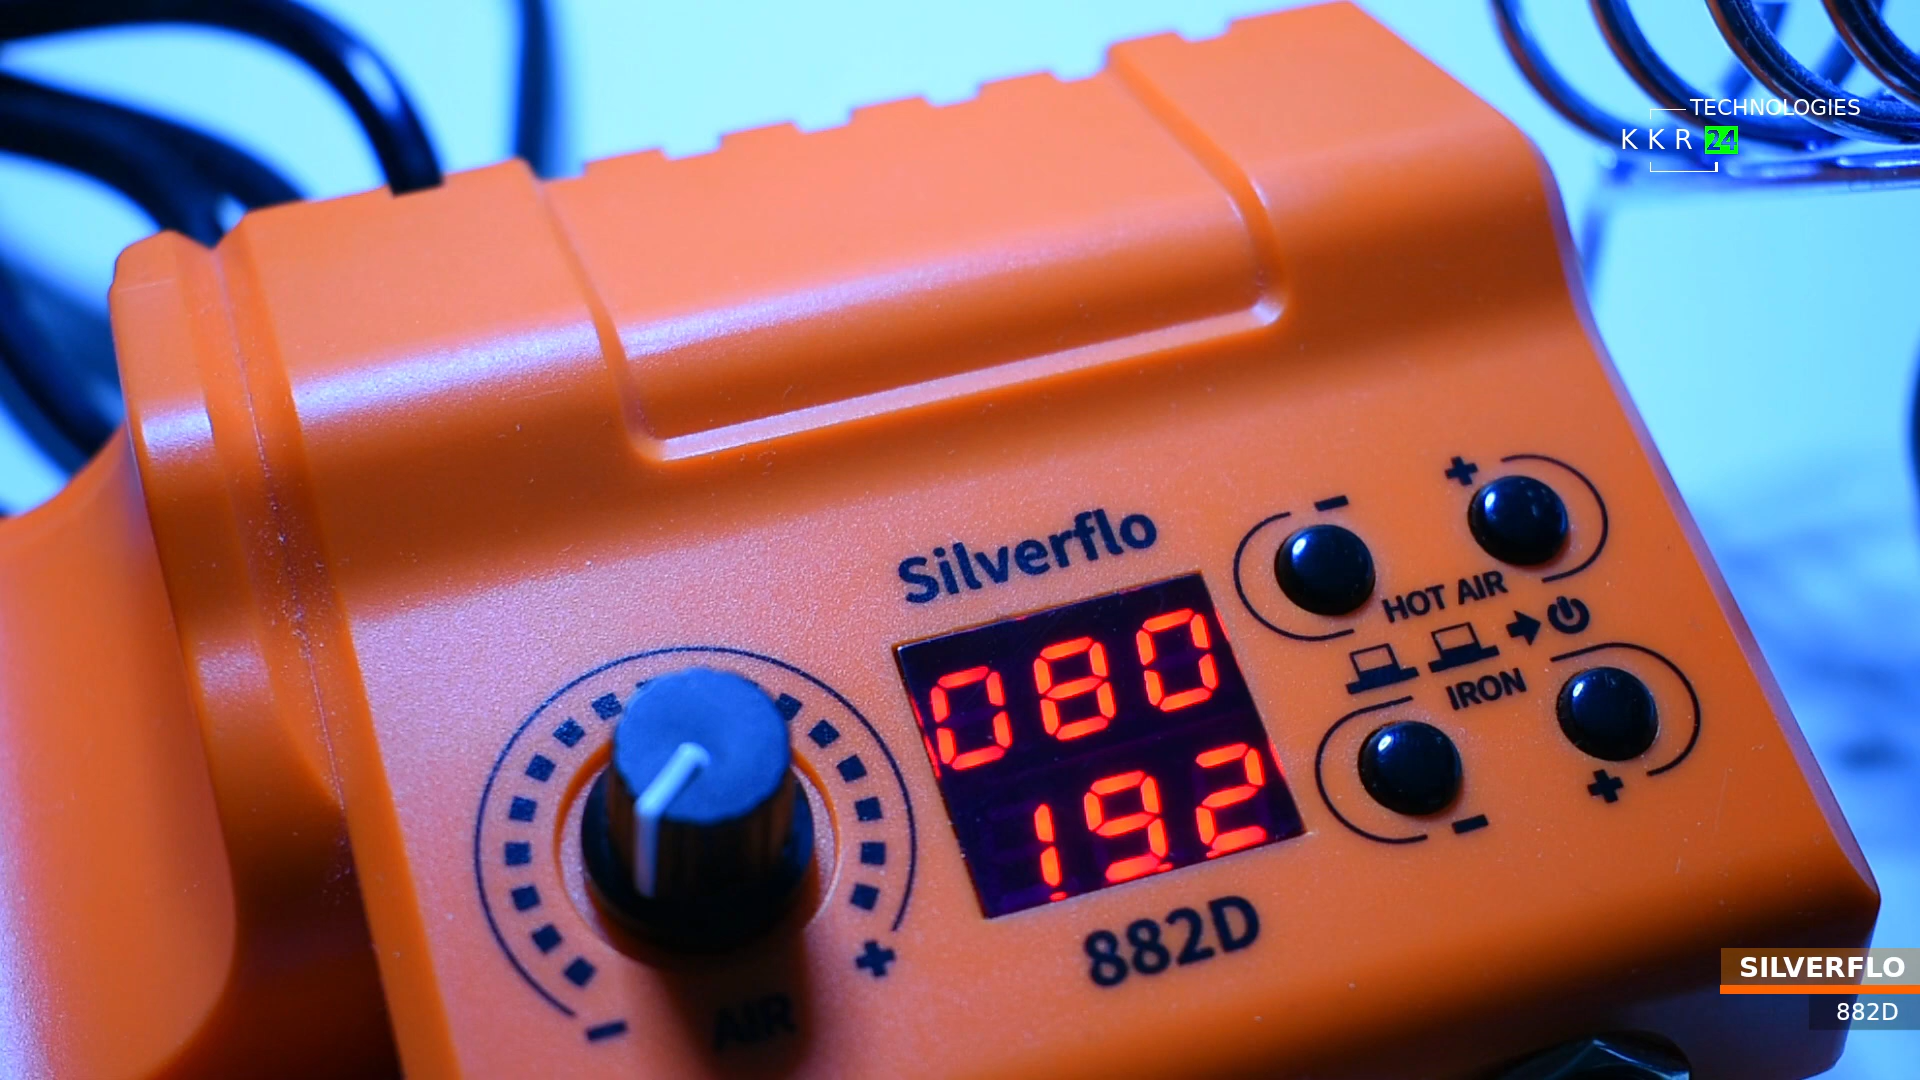 TECHNOLOGIES
KKR 24
Silverflo
080
192
HOT AIR
IRON
882D
AIR
SILVERFLO
882D